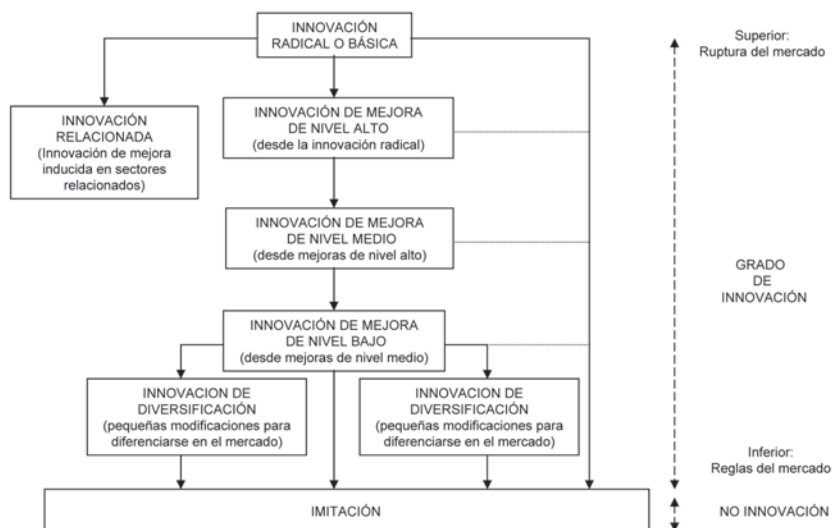 INNOVACIÓN
RADICAL O BÁSICA
Superior:
Ruptura del mercado
INNOVACIÓN
RELACIONADA
(Innovación de mejora
inducida en sectores
relacionados)
INNOVACIÓN DE MEJORA
DE NIVEL ALTO
(desde la innovación radical)
INNOVACIÓN DE MEJORA
DE NIVEL MEDIO
(desde mejoras de nivel alto)
GRADO
DE
INNOVACIÓN
INNOVACIÓN DE MEJORA
DE NIVEL BAJO
(desde mejoras de nivel medio)
INNOVACION DE
DIVERSIFICACIÓN
(pequeñas modificaciones para
diferenciarse en el mercado)
INNOVACION DE
DIVERSIFICACIÓN
(pequeñas modificaciones para
diferenciarse en el mercado)
Inferior:
Reglas del mercado
IMITACIÓN
NO INNOVACIÓN